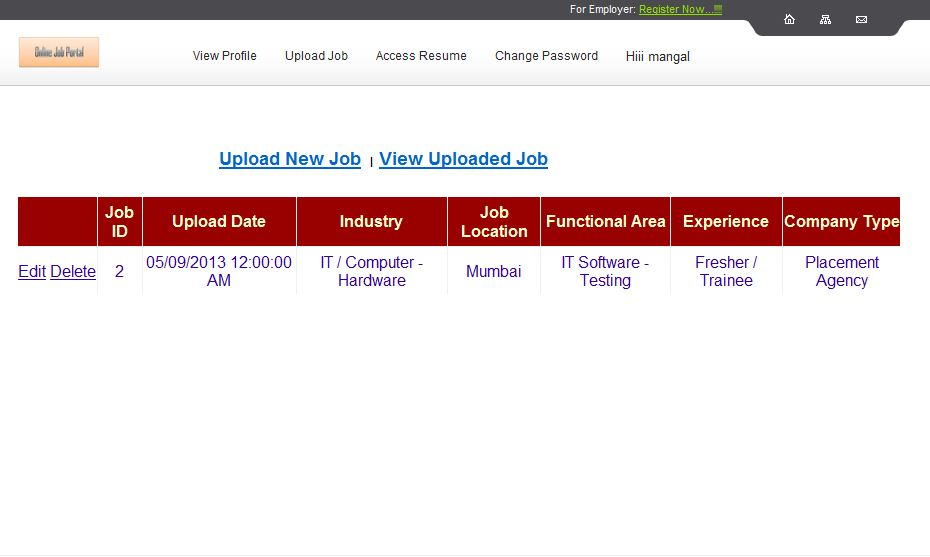 For Employer: Register Now...!!!!
Online Job Portal
View Profile Upload Job Access Resume Change Password Hiii mangal
Upload New Job | View Uploaded Job
Job ID Upload Date Industry Job Location Functional Area Experience Company Type
Edit Delete 2 05/09/2013 12:00:00 AM IT / Computer - Hardware Mumbai IT Software - Testing Fresher / Trainee Placement Agency